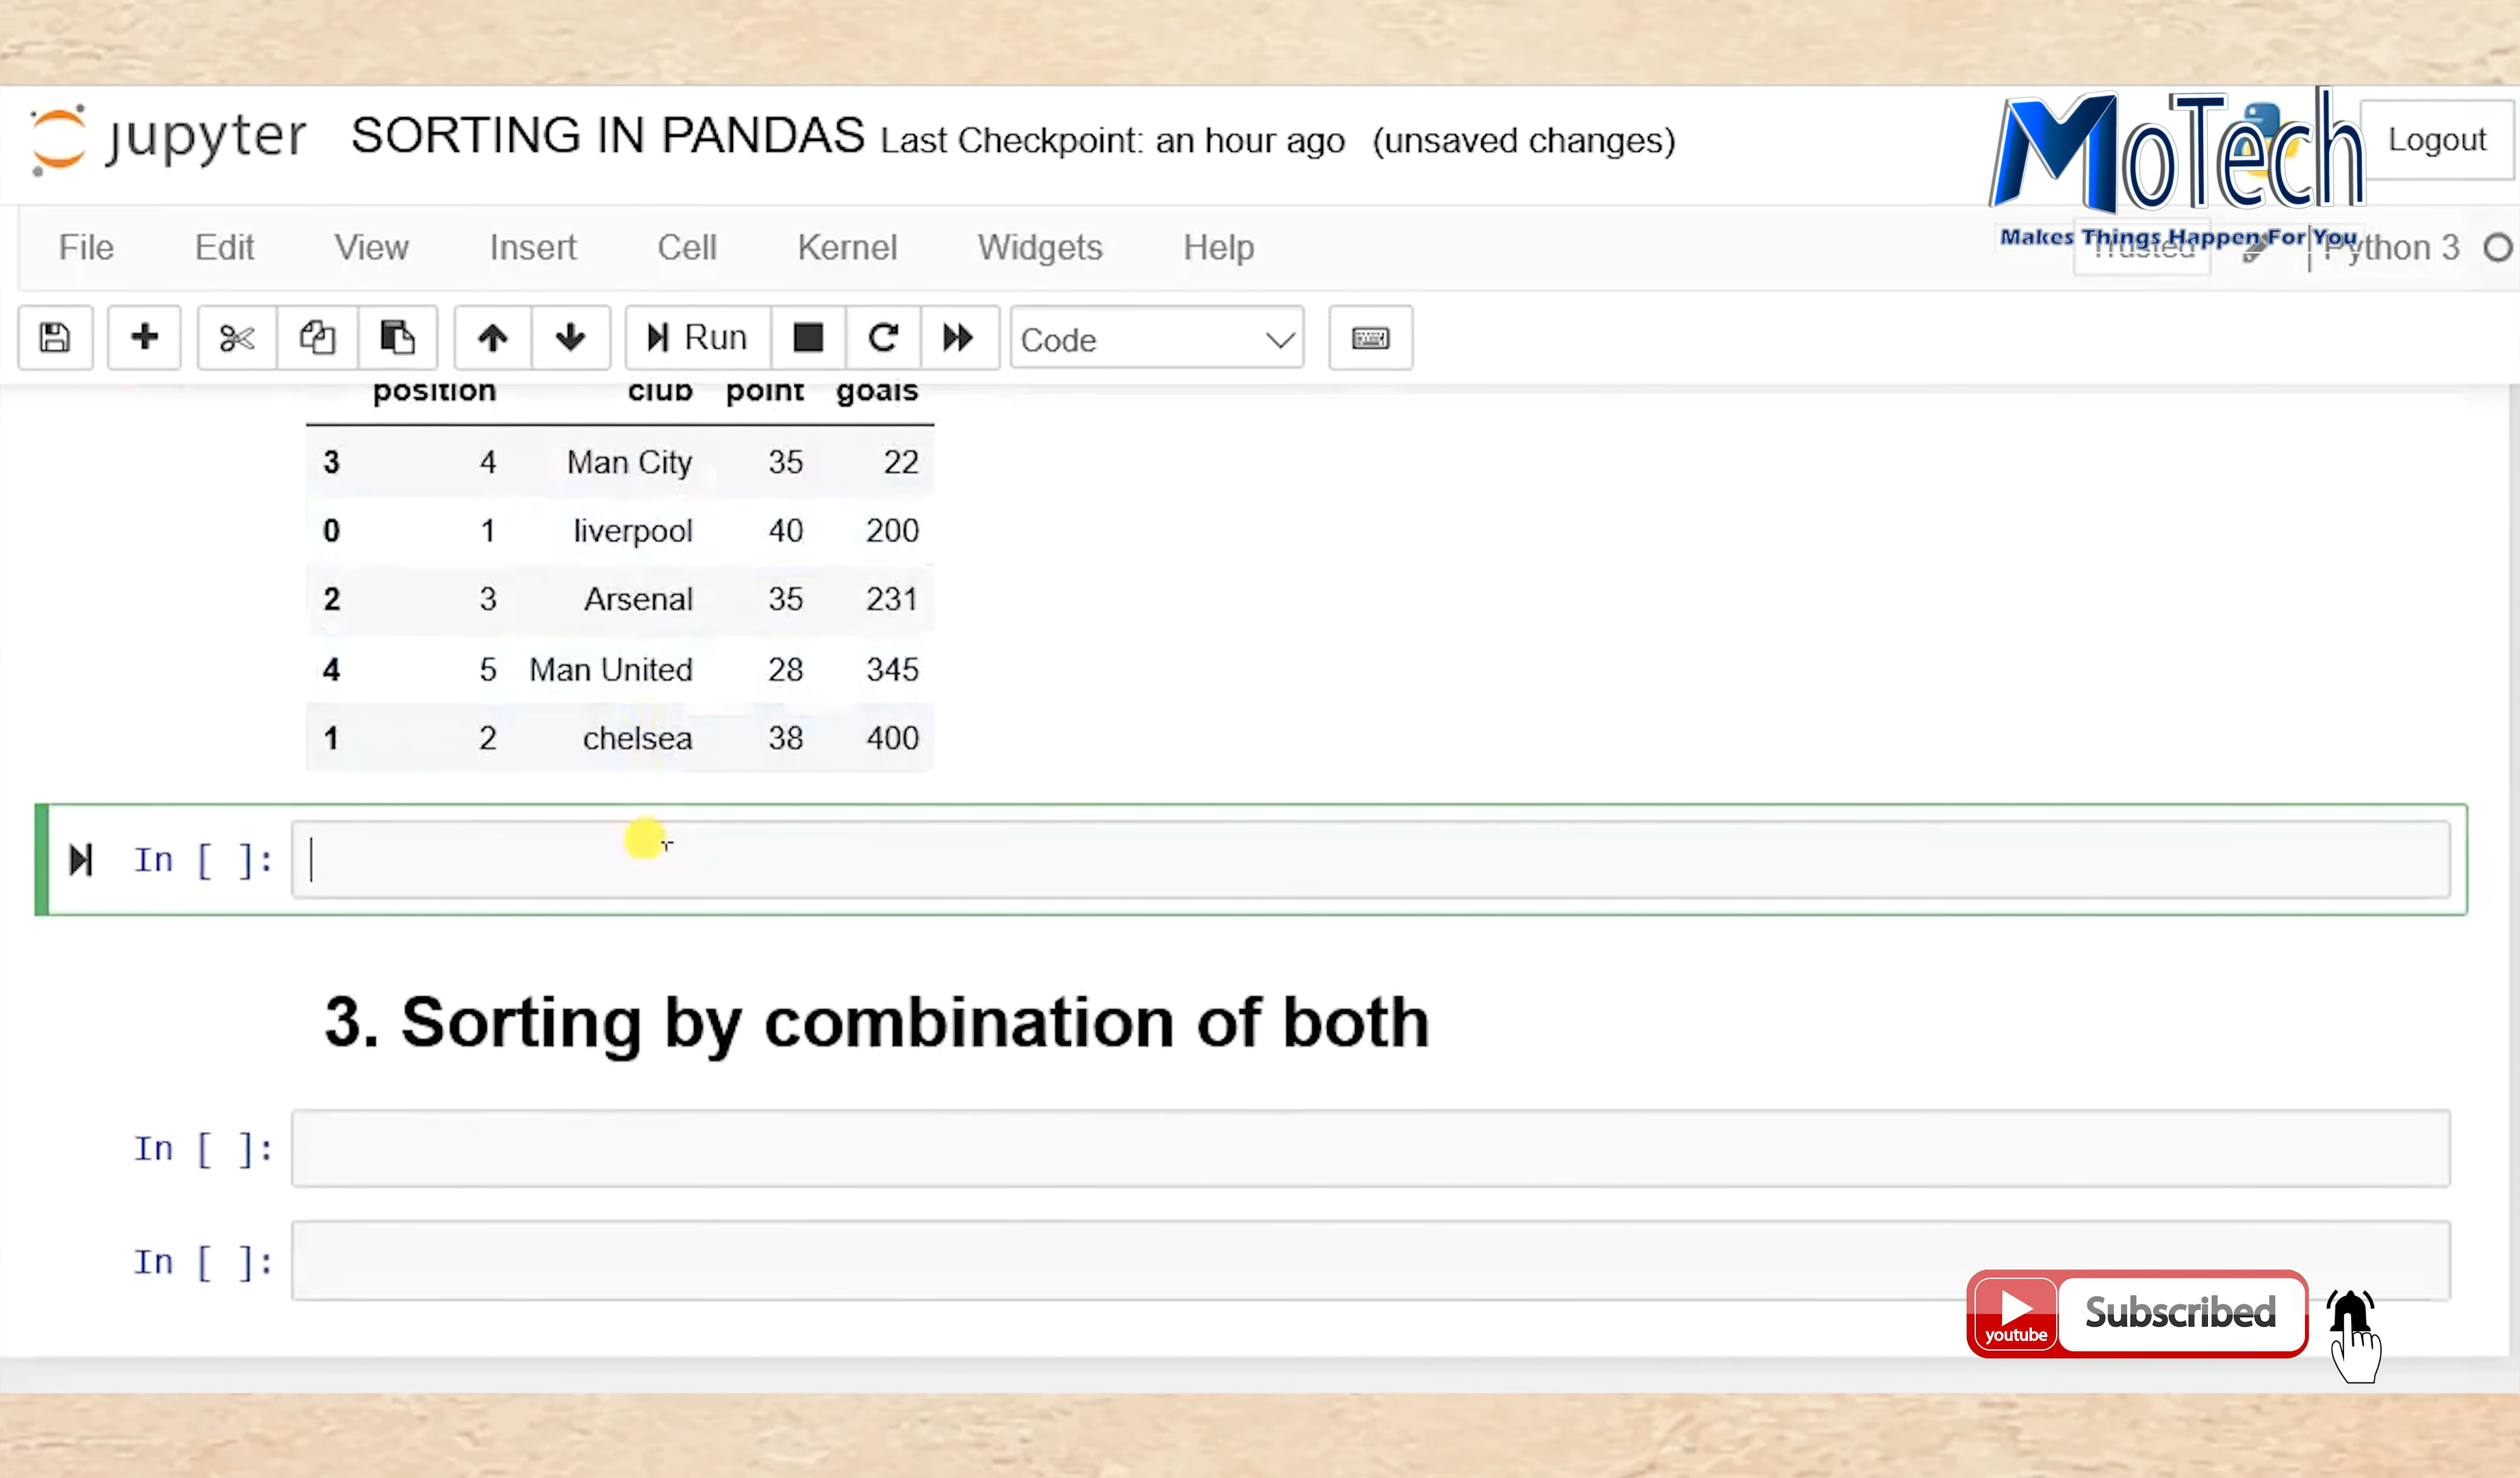 jupyter SORTING IN PANDAS Last Checkpoint: an hour ago (unsaved changes)
MoTech
Logout
File Edit View Insert Cell Kernel Widgets Help
Makes Things Happen For You
Trusted
Python 3
Run
Code
position club point goals
3 4 Man City 35 22
0 1 liverpool 40 200
2 3 Arsenal 35 231
4 5 Man United 28 345
1 2 chelsea 38 400
In [ ]:
3. Sorting by combination of both
In [ ]:
In [ ]:
youtube
Subscribed